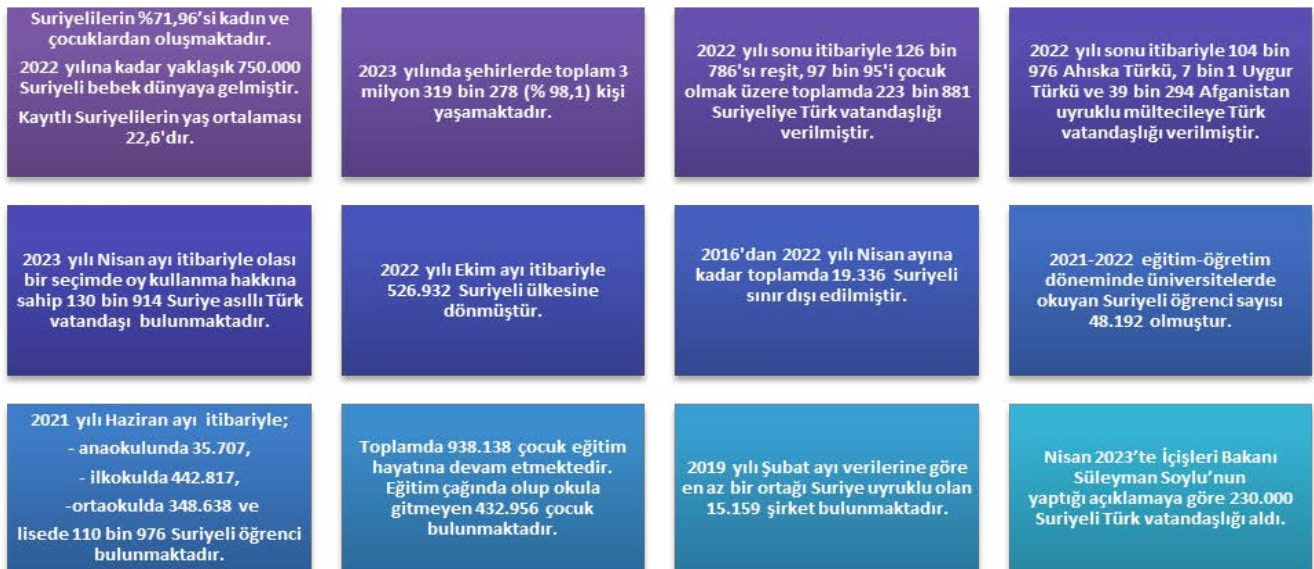 Suriyelilerin %71,96’si kadın ve
çocuklardan oluşmaktadır.
2022 yılına kadar yaklaşık 750.000
Suriyeli bebek dünyaya gelmiştir.
Kayıtlı Suriyelilerin yaş ortalaması
22,6'dır.
2023 yılında şehirlerde toplam 3
milyon 319 bin 278 (% 98,1) kişi
yaşamaktadır.
2022 yılı sonu itibariyle 126 bin
786'sı reşit, 97 bin 95'i çocuk
olmak üzere toplamda 223 bin 881
Suriyeliye Türk vatandaşlığı
verilmiştir.
2022 yılı sonu itibariyle 104 bin
976 Ahıska Türkü, 7 bin 1 Uygur
Türkü ve 39 bin 294 Afganistan
uyruklu mültecileye Türk
vatandaşlığı verilmiştir.
2023 yılı Nisan ayı itibariyle olası
bir seçimde oy kullanma hakkına
sahip 130 bin 914 Suriye asıllı Türk
vatandaşı bulunmaktadır.
2022 yılı Ekim ayı itibariyle
526.932 Suriyeli ülkesine
dönmüştür.
2016'dan 2022 yılı Nisan ayına
kadar toplamda 19.336 Suriyeli
sınır dışı edilmiştir.
2021-2022 eğitim-öğretim
döneminde üniversitelerde
okuyan Suriyeli öğrenci sayısı
48.192 olmuştur.
2021 yılı Haziran ayı itibariyle;
- anaokulunda 35.707,
- ilkokulda 442.817,
-ortaokulda 348.638 ve
lisede 110 bin 976 Suriyeli öğrenci
bulunmaktadır.
Toplamda 938.138 çocuk eğitim
hayatına devam etmektedir.
Eğitim çağında olup okula
gitmeyen 432.956 çocuk
bulunmaktadır.
2019 yılı Şubat ayı verilerine göre
en az bir ortağı Suriye uyruklu olan
15.159 şirket bulunmaktadır.
Nisan 2023’te İçişleri Bakanı
Süleyman Soylu’nun
yaptığı açıklamaya göre 230.000
Suriyeli Türk vatandaşlığı aldı.